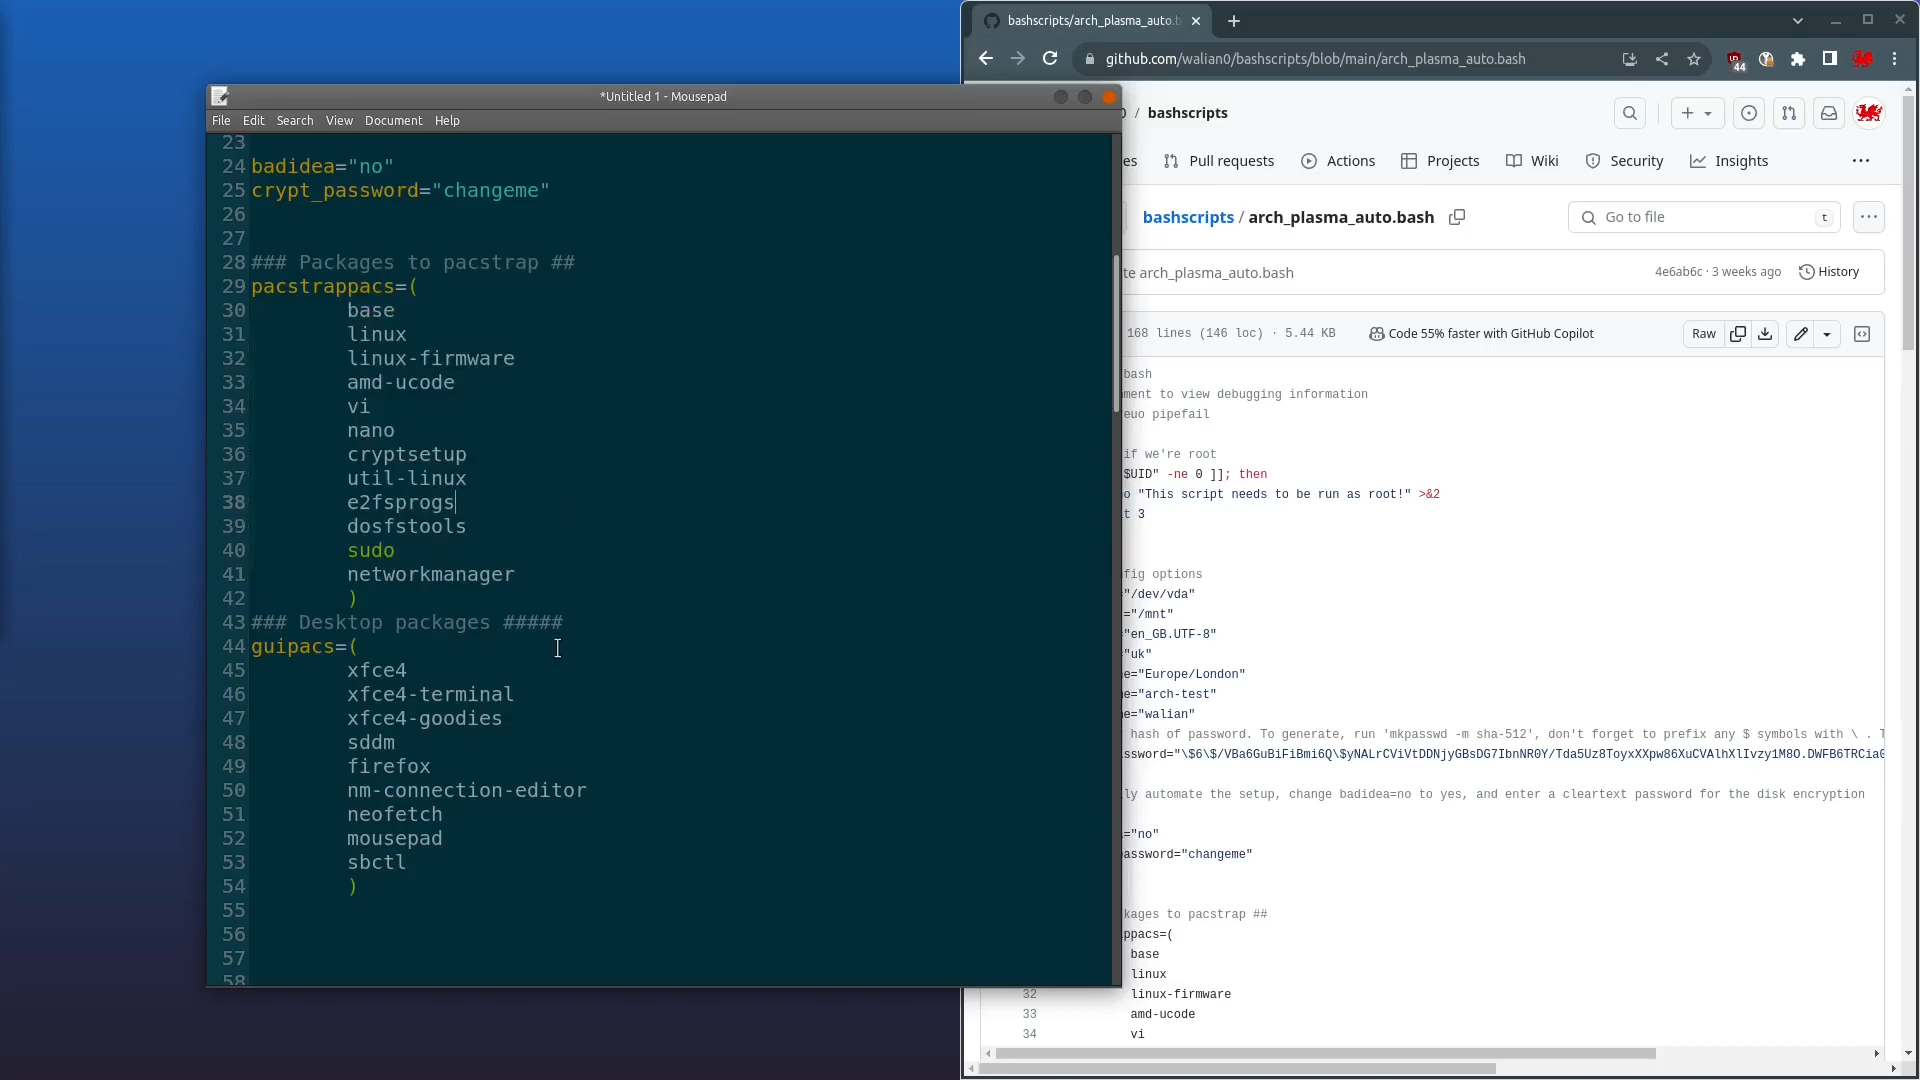 *Untitled 1 - Mousepad
File Edit Search View Document Help
23
24 badidea="no"
25 crypt_password="changeme"
26
27
28 ### Packages to pacstrap ##
29 pacstrappacs=(
30 base
31 linux
32 linux-firmware
33 amd-ucode
34 vi
35 nano
36 cryptsetup
37 util-linux
38 e2fsprogs
39 dosfstools
40 sudo
41 networkmanager
42 )
43 ### Desktop packages #####
44 guipacs=(
45 xfce4
46 xfce4-terminal
47 xfce4-goodies
48 sddm
49 firefox
50 nm-connection-editor
51 neofetch
52 mousepad
53 sbctl
54 )
55
56
57
58
bashscripts/arch_plasma_auto.b
github.com/walian0/bashscripts/blob/main/arch_plasma_auto.bash
44
/ bashscripts
es Pull requests Actions Projects Wiki Security Insights
bashscripts / arch_plasma_auto.bash
Go to file t
te arch_plasma_auto.bash
4e6ab6c · 3 weeks ago History
168 lines (146 loc) · 5.44 KB
Code 55% faster with GitHub Copilot
Raw
bash
ment to view debugging information
euo pipefail
if we're root
$UID" -ne 0 ]]; then
o "This script needs to be run as root!" >&2
t 3
fig options
="/dev/vda"
="/mnt"
="en_GB.UTF-8"
"uk"
e="Europe/London"
e="arch-test"
e="walian"
hash of password. To generate, run 'mkpasswd -m sha-512', don't forget to prefix any $ symbols with \ . T
ssword="\$6\$/VBa6GuBiFiBmi6Q\$yNALrCViVtDDNjyGBsDG7IbnNR0Y/Tda5Uz8ToyxXXpw86XuCVAlhXlIvzy1M8O.DWFB6TRCia0
ly automate the setup, change badidea=no to yes, and enter a cleartext password for the disk encryption
="no"
assword="changeme"
kages to pacstrap ##
ppacs=(
base
linux
32 linux-firmware
33 amd-ucode
34 vi